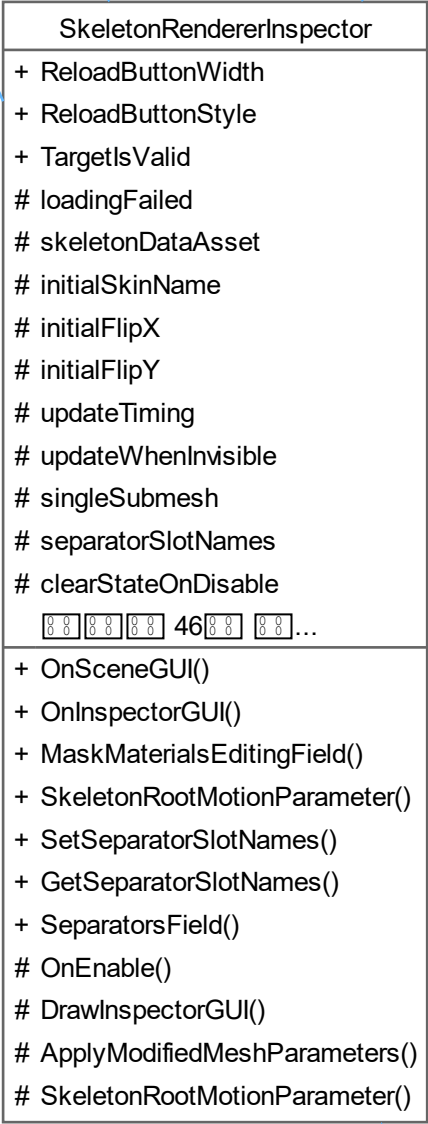 SkeletonRendererInspector
+ ReloadButtonWidth
+ ReloadButtonStyle
+ TargetIsValid
# loadingFailed
# skeletonDataAsset
# initialSkinName
# initialFlipX
# initialFlipY
# updateTiming
# updateWhenInvisible
# singleSubmesh
# separatorSlotNames
# clearStateOnDisable
46 ...
+ OnSceneGUI()
+ OnInspectorGUI()
+ MaskMaterialsEditingField()
+ SkeletonRootMotionParameter()
+ SetSeparatorSlotNames()
+ GetSeparatorSlotNames()
+ SeparatorsField()
# OnEnable()
# DrawInspectorGUI()
# ApplyModifiedMeshParameters()
# SkeletonRootMotionParameter()